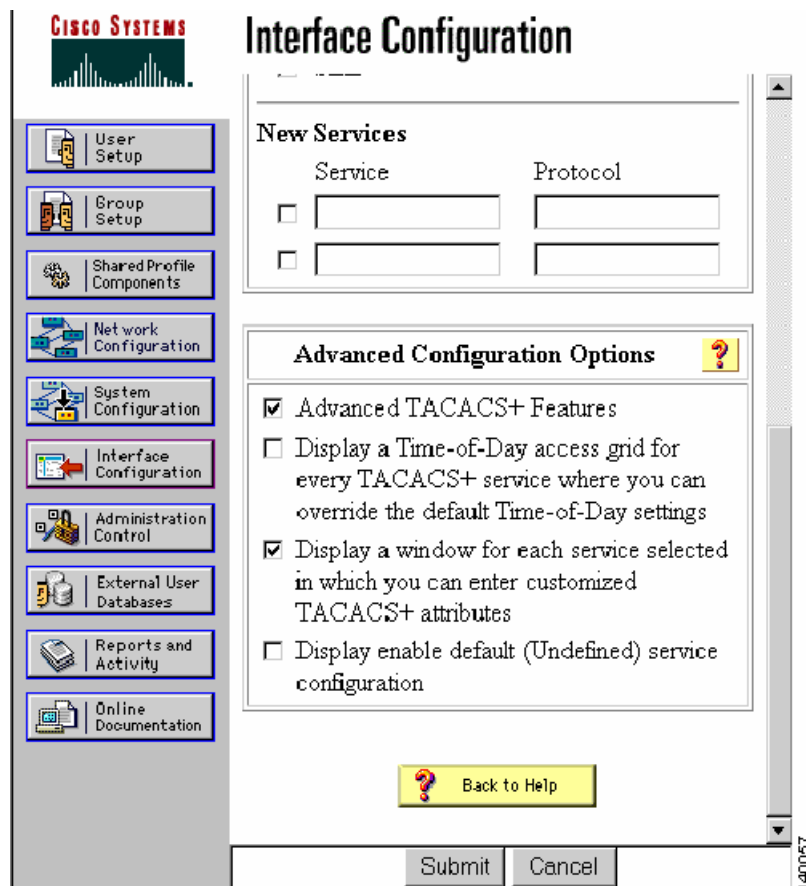 CISCO SYSTEMS
Interface Configuration
User
Setup
Group
Setup
Shared Profile
Components
Network
Configuration
System
Configuration
Interface
Configuration
Administration
Control
External User
Databases
Reports and
Activity
Online
Documentation
New Services
Service Protocol
Advanced Configuration Options
?
Advanced TACACS+ Features
Display a Time-of-Day access grid for
every TACACS+ service where you can
override the default Time-of-Day settings
Display a window for each service selected
in which you can enter customized
TACACS+ attributes
Display enable default (Undefined) service
configuration
? Back to Help
Submit Cancel
40057